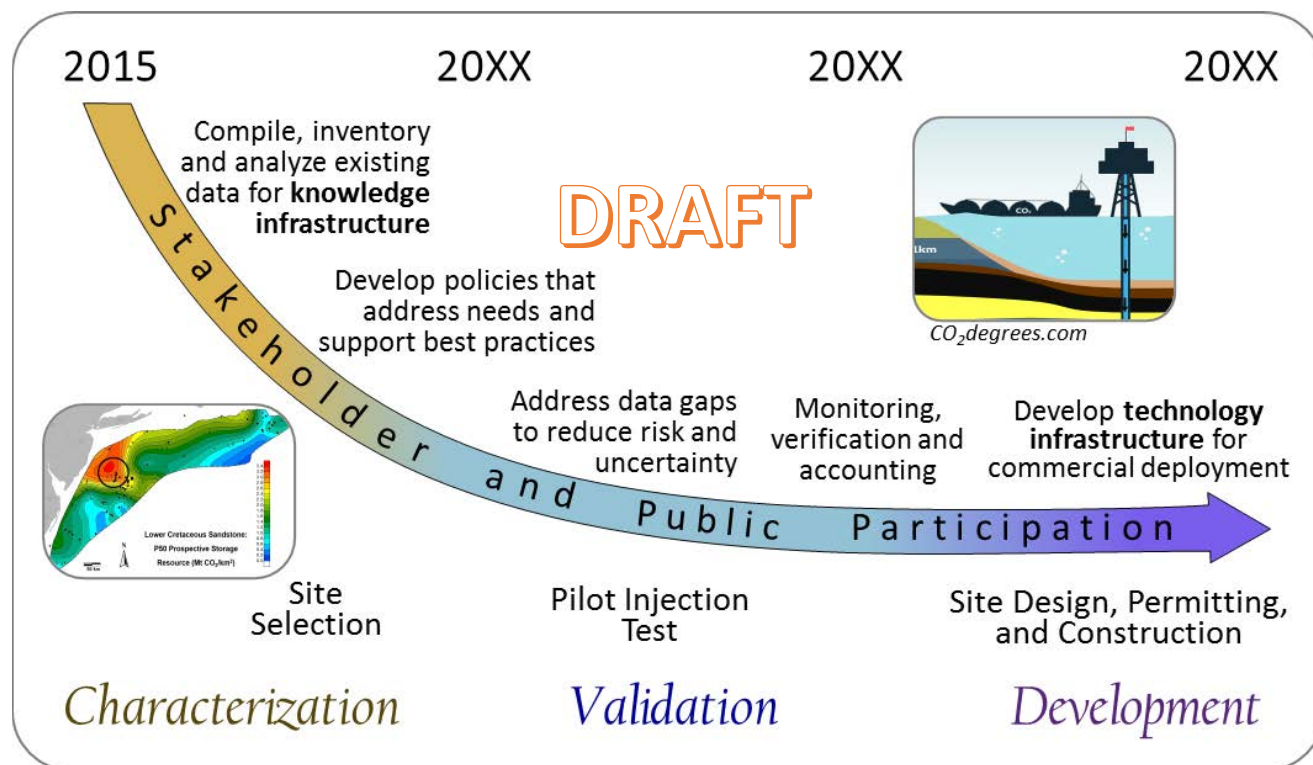 2015 20XX 20XX 20XX
Compile, inventory
and analyze existing
data for knowledge
infrastructure
DRAFT
CO₂
1km
CO₂degrees.com
Develop policies that
address needs and
support best practices
Address data gaps
to reduce risk and
uncertainty
Monitoring,
verification and
accounting
Develop technology
infrastructure for
commercial deployment
Stakeholder and Public Participation
Lower Cretaceous Sandstone:
P50 Prospective Storage
Resource (Mt CO₂/km²)
N
Site
Selection
Pilot Injection
Test
Site Design, Permitting,
and Construction
Characterization Validation Development